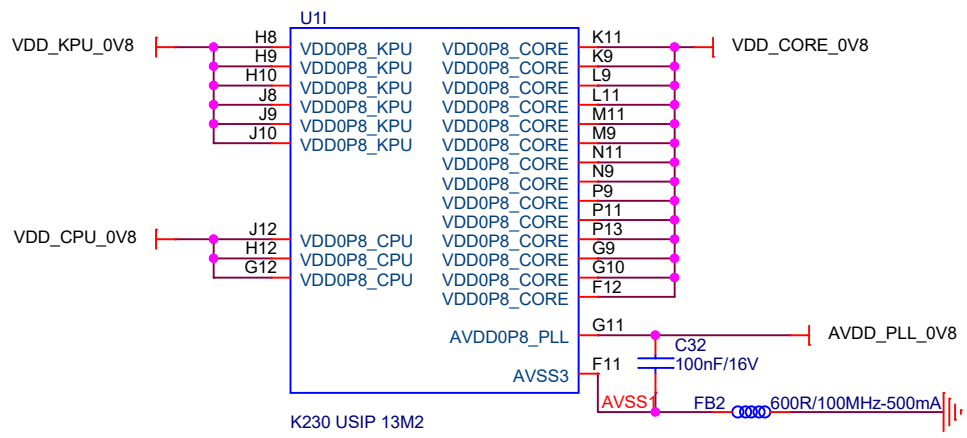 U1I
VDD_KPU_0V8
H8 VDD0P8_KPU VDD0P8_CORE K11
VDD_CORE_0V8
H9 VDD0P8_KPU VDD0P8_CORE K9
H10 VDD0P8_KPU VDD0P8_CORE L9
J8 VDD0P8_KPU VDD0P8_CORE L11
J9 VDD0P8_KPU VDD0P8_CORE M11
J10 VDD0P8_KPU VDD0P8_CORE M9
VDD0P8_CORE N11
VDD0P8_CORE N9
VDD0P8_CORE P9
VDD0P8_CORE P11
VDD_CPU_0V8
J12 VDD0P8_CPU VDD0P8_CORE P13
H12 VDD0P8_CPU VDD0P8_CORE G9
G12 VDD0P8_CPU VDD0P8_CORE G10
VDD0P8_CORE F12
AVDD0P8_PLL G11
AVDD_PLL_0V8
C32
100nF/16V
AVSS3 F11
AVSS1
FB2 600R/100MHz-500mA
K230 USIP 13M2